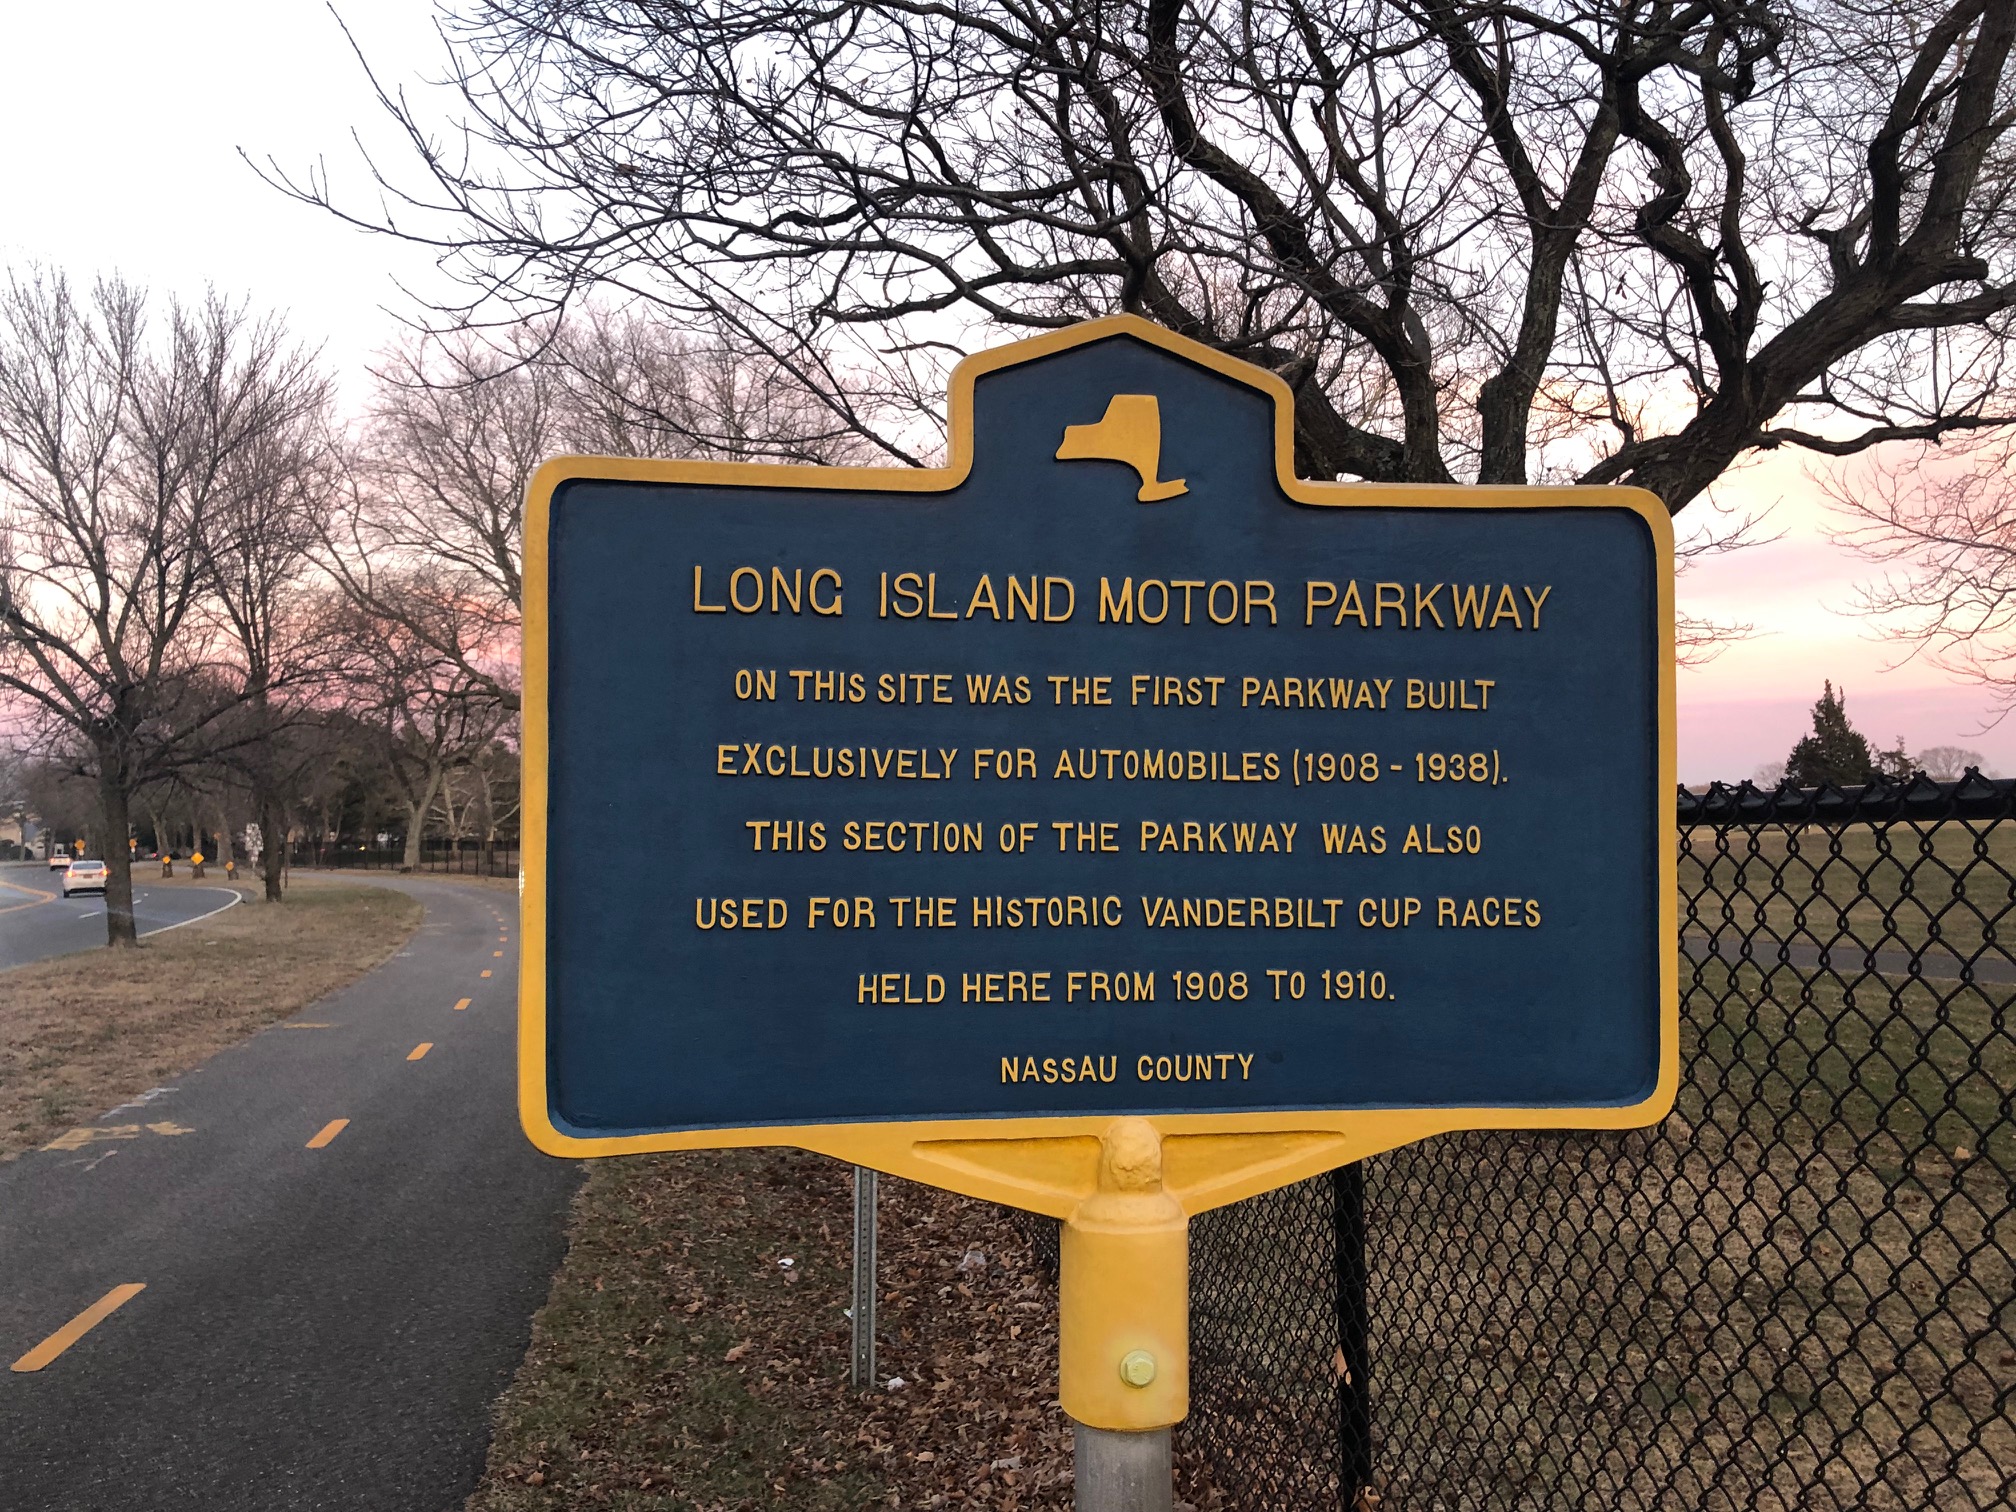 LONG ISLAND MOTOR PARKWAY
ON THIS SITE WAS THE FIRST PARKWAY BUILT
EXCLUSIVELY FOR AUTOMOBILES (1908 - 1938).
THIS SECTION OF THE PARKWAY WAS ALSO
USED FOR THE HISTORIC VANDERBILT CUP RACES
HELD HERE FROM 1908 TO 1910.
NASSAU COUNTY